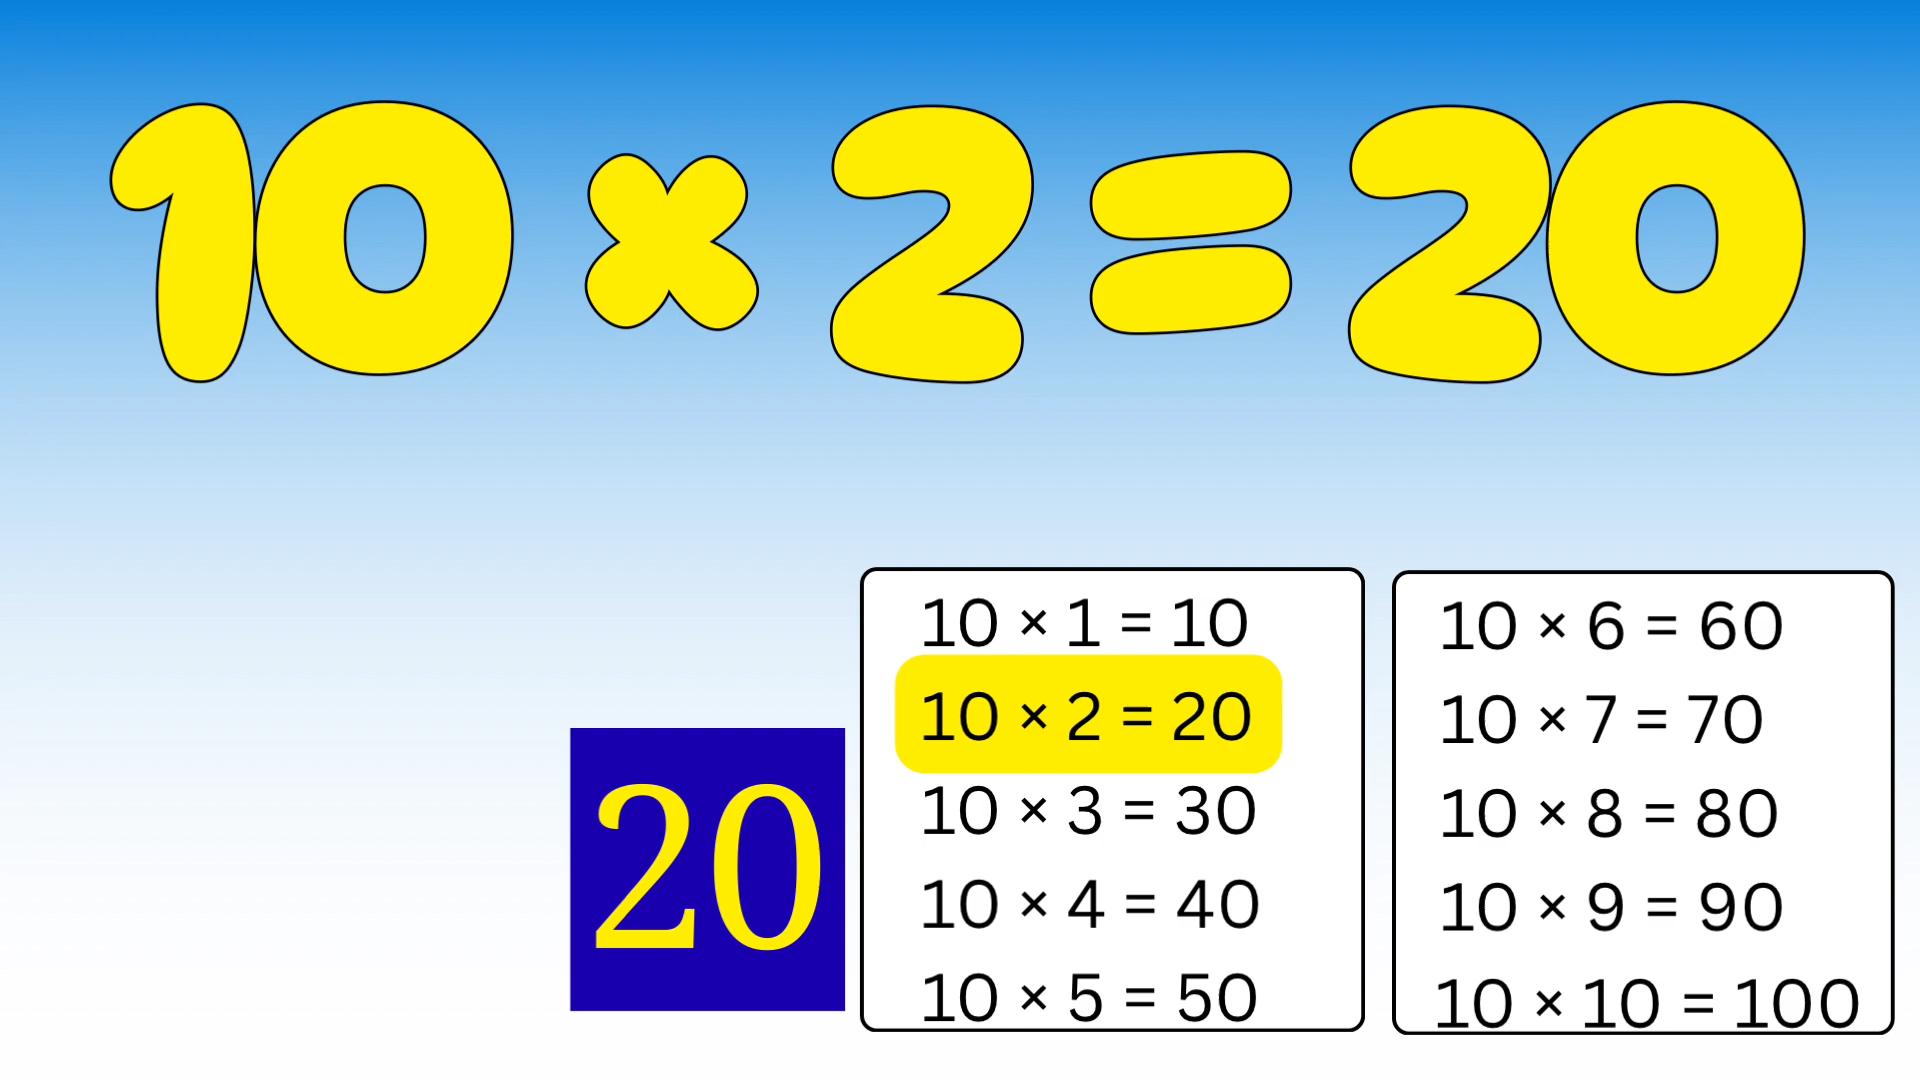 10 × 2 = 20
20
10 × 1 = 10
10 × 2 = 20
10 × 3 = 30
10 × 4 = 40
10 × 5 = 50
10 × 6 = 60
10 × 7 = 70
10 × 8 = 80
10 × 9 = 90
10 × 10 = 100